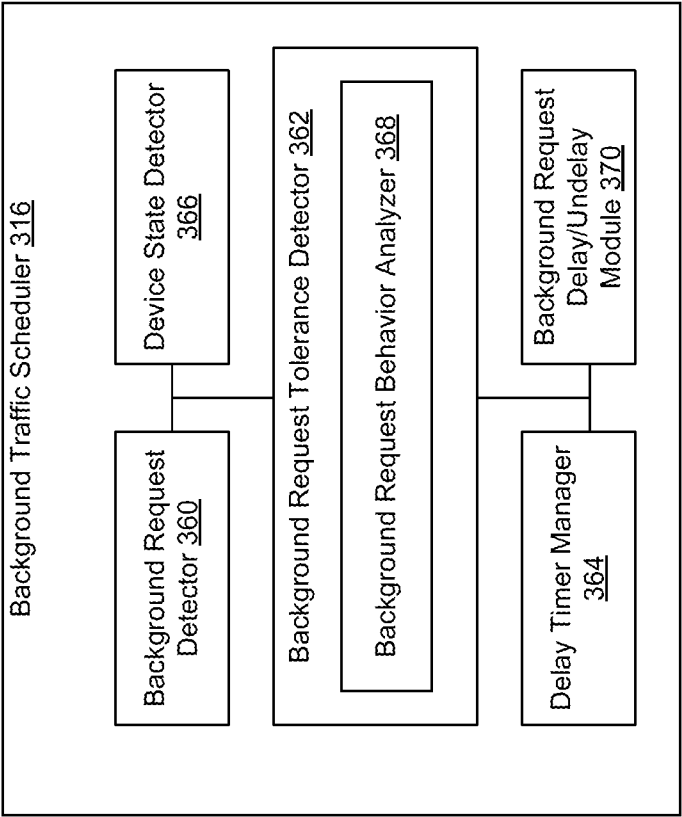 Background Traffic Scheduler 316
Background Request
Detector 360
Device State Detector
366
Background Request Tolerance Detector 362
Background Request Behavior Analyzer 368
Delay Timer Manager
364
Background Request
Delay/Undelay
Module 370